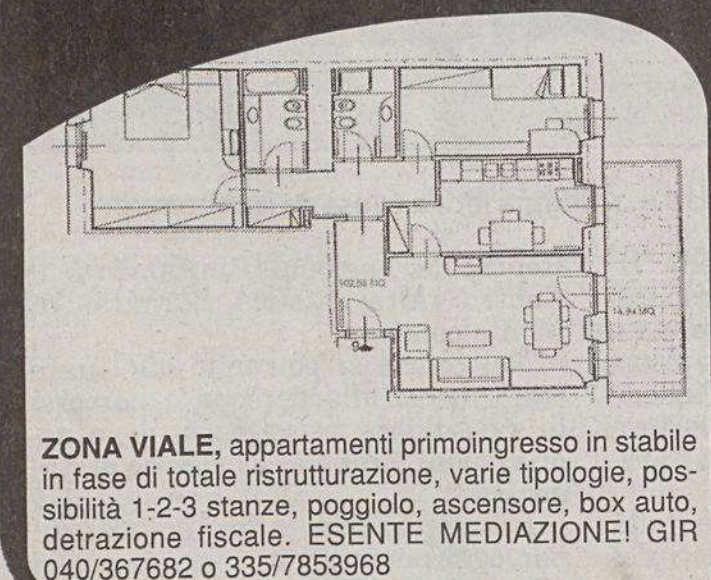 ZONA VIALE, appartamenti primoingresso in stabile
in fase di totale ristrutturazione, varie tipologie, pos-
sibilità 1-2-3 stanze, poggiolo, ascensore, box auto,
detrazione fiscale. ESENTE MEDIAZIONE! GIR
040/367682 o 335/7853968